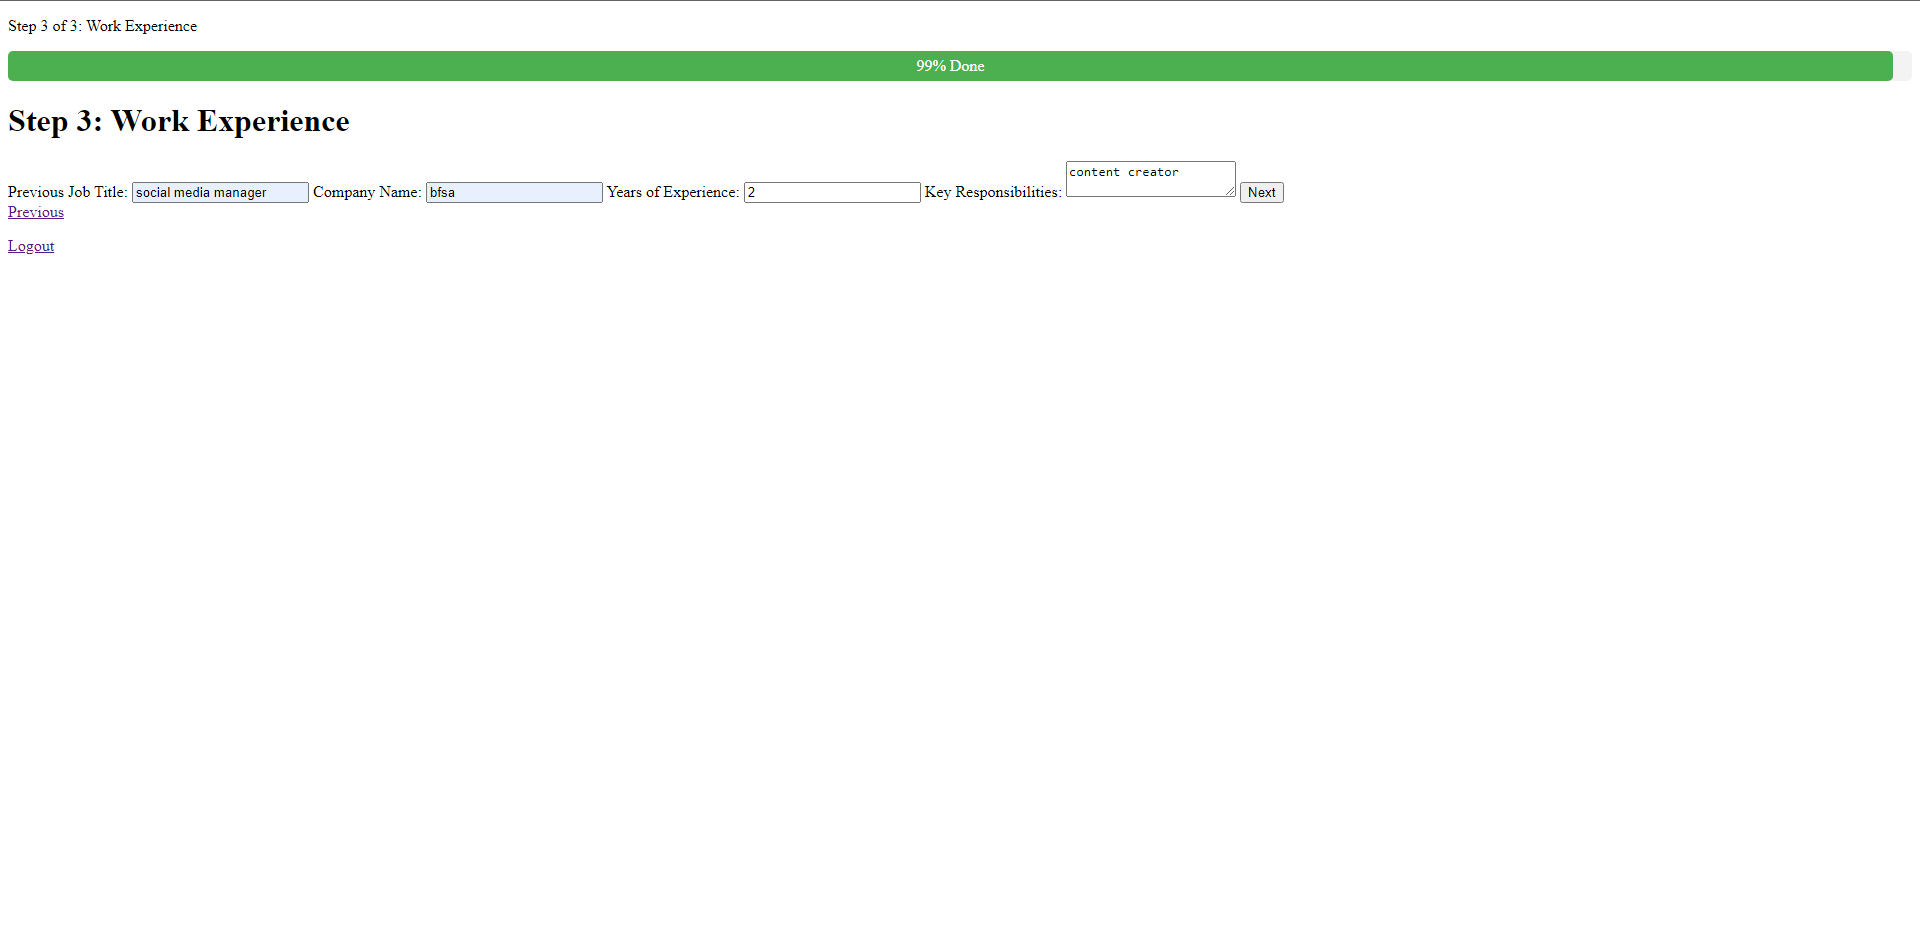 Step 3 of 3: Work Experience
99% Done
Step 3: Work Experience
Previous Job Title: social media manager Company Name: bfsa Years of Experience: 2 Key Responsibilities: content creator Next
Previous
Logout